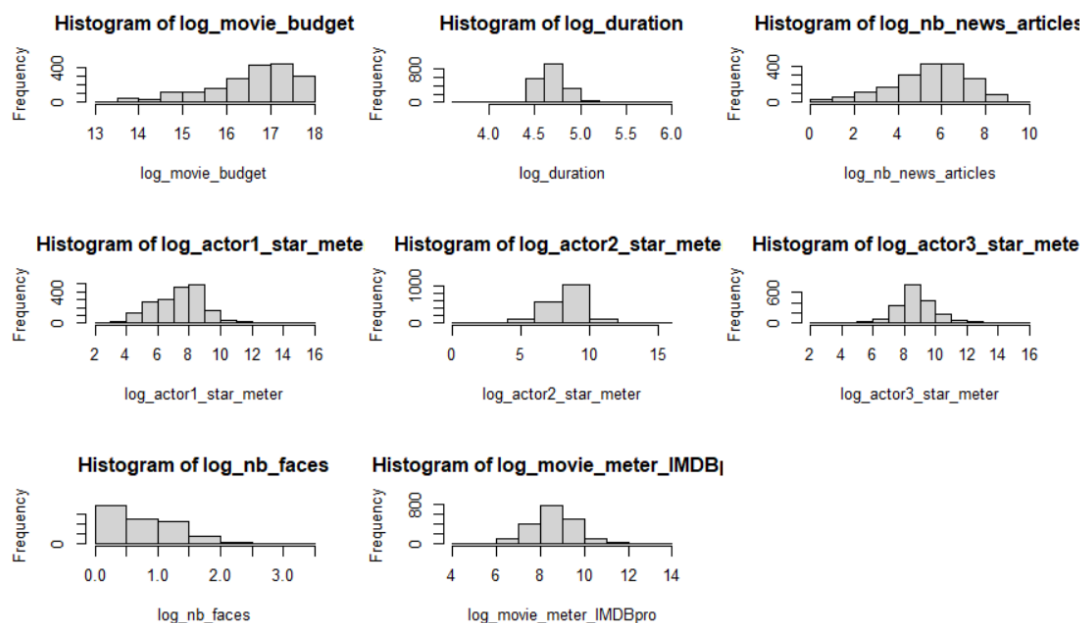 Histogram of log_movie_budget
Frequency
0 400
13 14 15 16 17 18
log_movie_budget
Histogram of log_duration
Frequency
0 800
4.0 4.5 5.0 5.5 6.0
log_duration
Histogram of log_nb_news_articles
Frequency
0 400
0 2 4 6 8 10
log_nb_news_articles
Histogram of log_actor1_star_mete
Frequency
0 400
2 4 6 8 10 12 14 16
log_actor1_star_meter
Histogram of log_actor2_star_mete
Frequency
0 1000
0 5 10 15
log_actor2_star_meter
Histogram of log_actor3_star_mete
Frequency
0 600
2 4 6 8 10 12 14 16
log_actor3_star_meter
Histogram of log_nb_faces
Frequency
0
0.0 1.0 2.0 3.0
log_nb_faces
Histogram of log_movie_meter_IMDBp
Frequency
0 800
4 6 8 10 12 14
log_movie_meter_IMDBpro